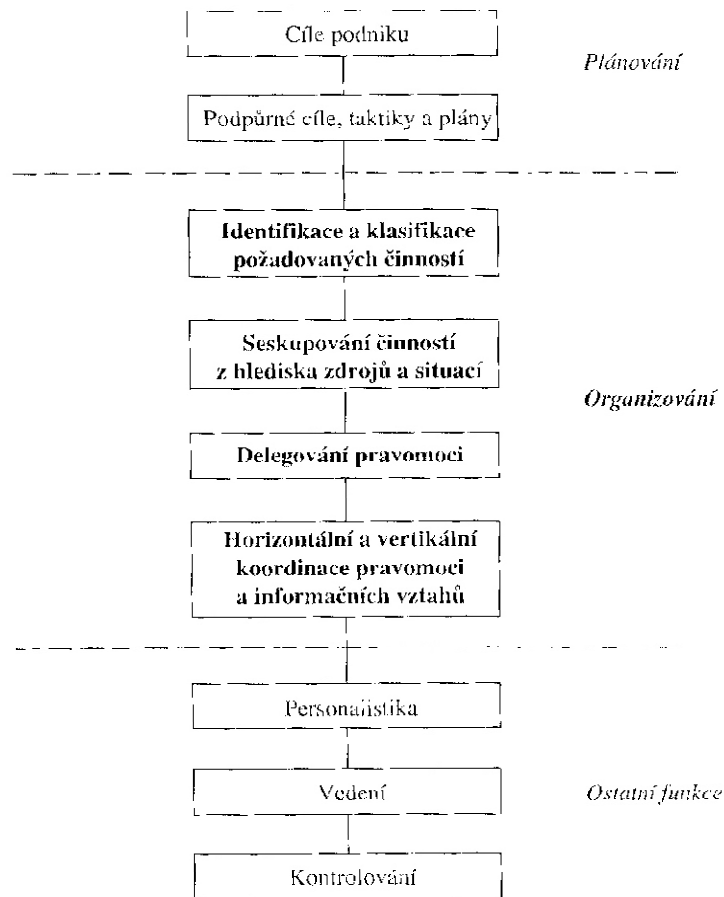 Cíle podniku
Plánování
Podpůrné cíle, taktiky a plány
Identifikace a klasifikace
požadovaných činností
Seskupování činností
z hlediska zdrojů a situací
Organizování
Delegování pravomoci
Horizontální a vertikální
koordinace pravomoci
a informačních vztahů
Personalistika
Vedení
Ostatní funkce
Kontrolování